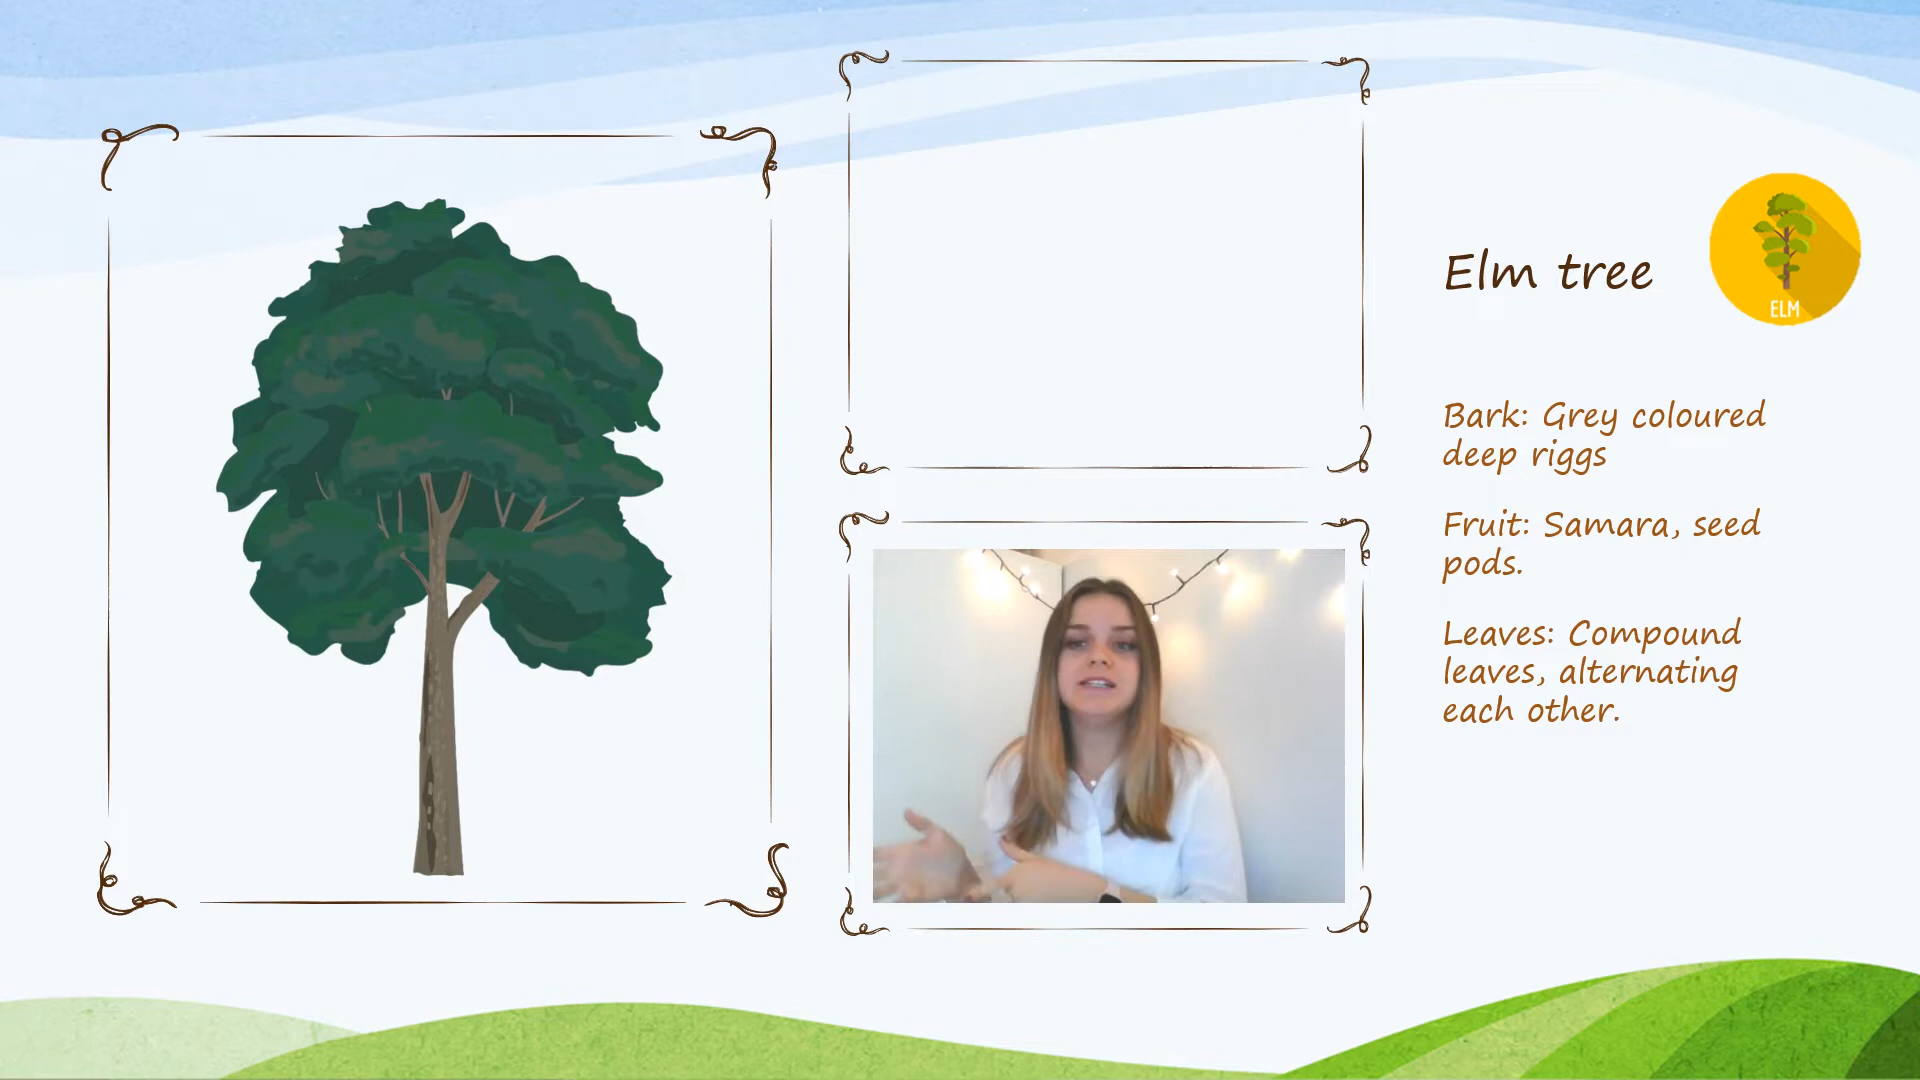 Elm tree
ELM
Bark: Grey coloured
deep riggs
Fruit: Samara, seed
pods.
Leaves: Compound
leaves, alternating
each other.